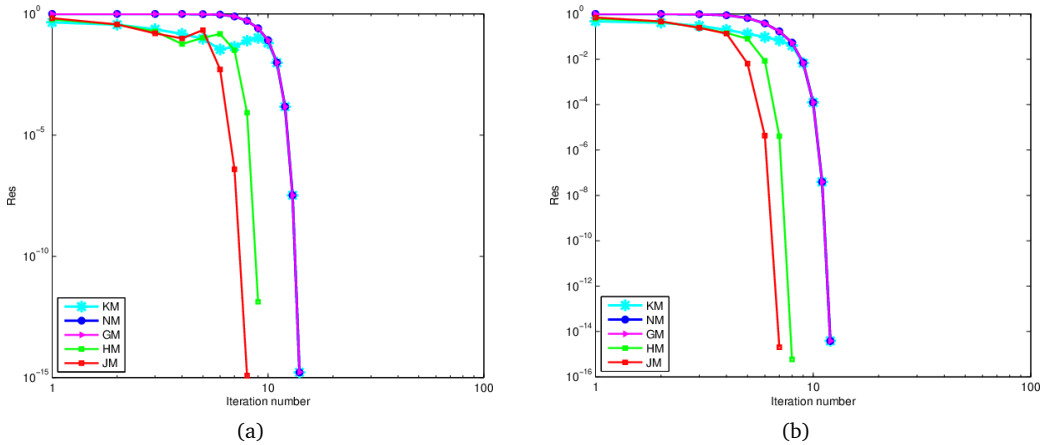 10^0
10^-5
10^-10
10^-15
Res
KM
NM
GM
HM
JM
1
10
100
Iteration number
(a)
10^0
10^-2
10^-4
10^-6
10^-8
10^-10
10^-12
10^-14
10^-16
Res
KM
NM
GM
HM
JM
1
10
100
Iteration number
(b)